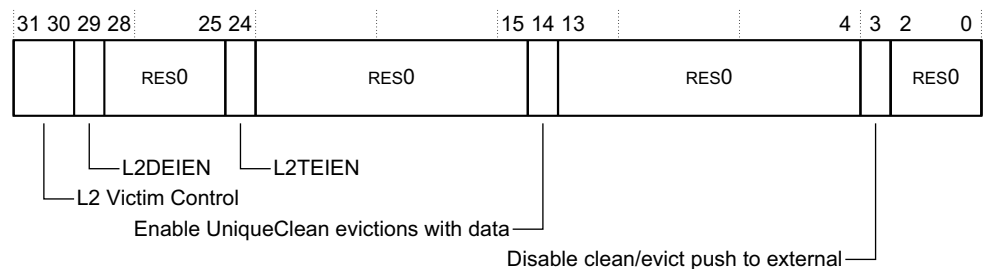 31 30 29 28 25 24 15 14 13 4 3 2 0
RES0 RES0 RES0 RES0
L2DEIEN L2TEIEN
L2 Victim Control
Enable UniqueClean evictions with data
Disable clean/evict push to external